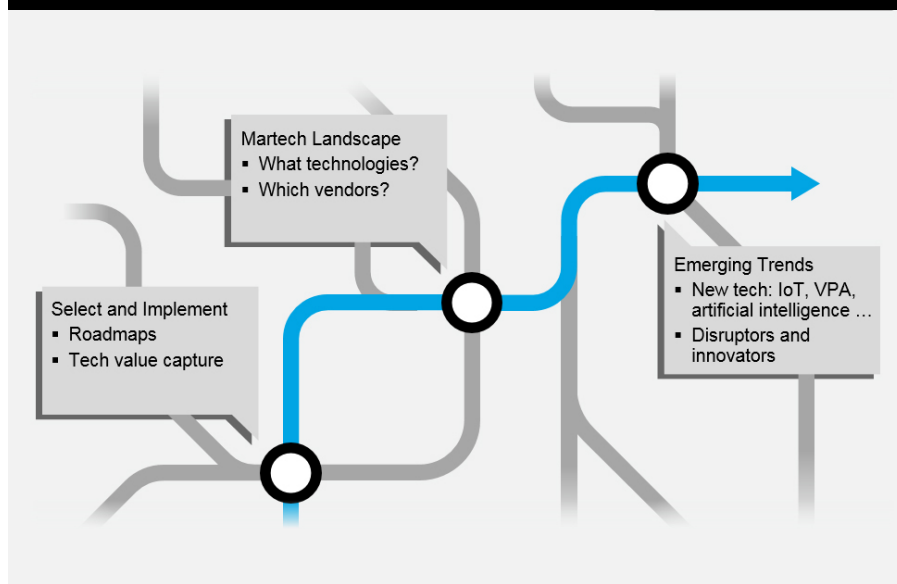 Martech Landscape
▪ What technologies?
▪ Which vendors?
Emerging Trends
▪ New tech: IoT, VPA,
artificial intelligence …
▪ Disruptors and
innovators
Select and Implement
▪ Roadmaps
▪ Tech value capture